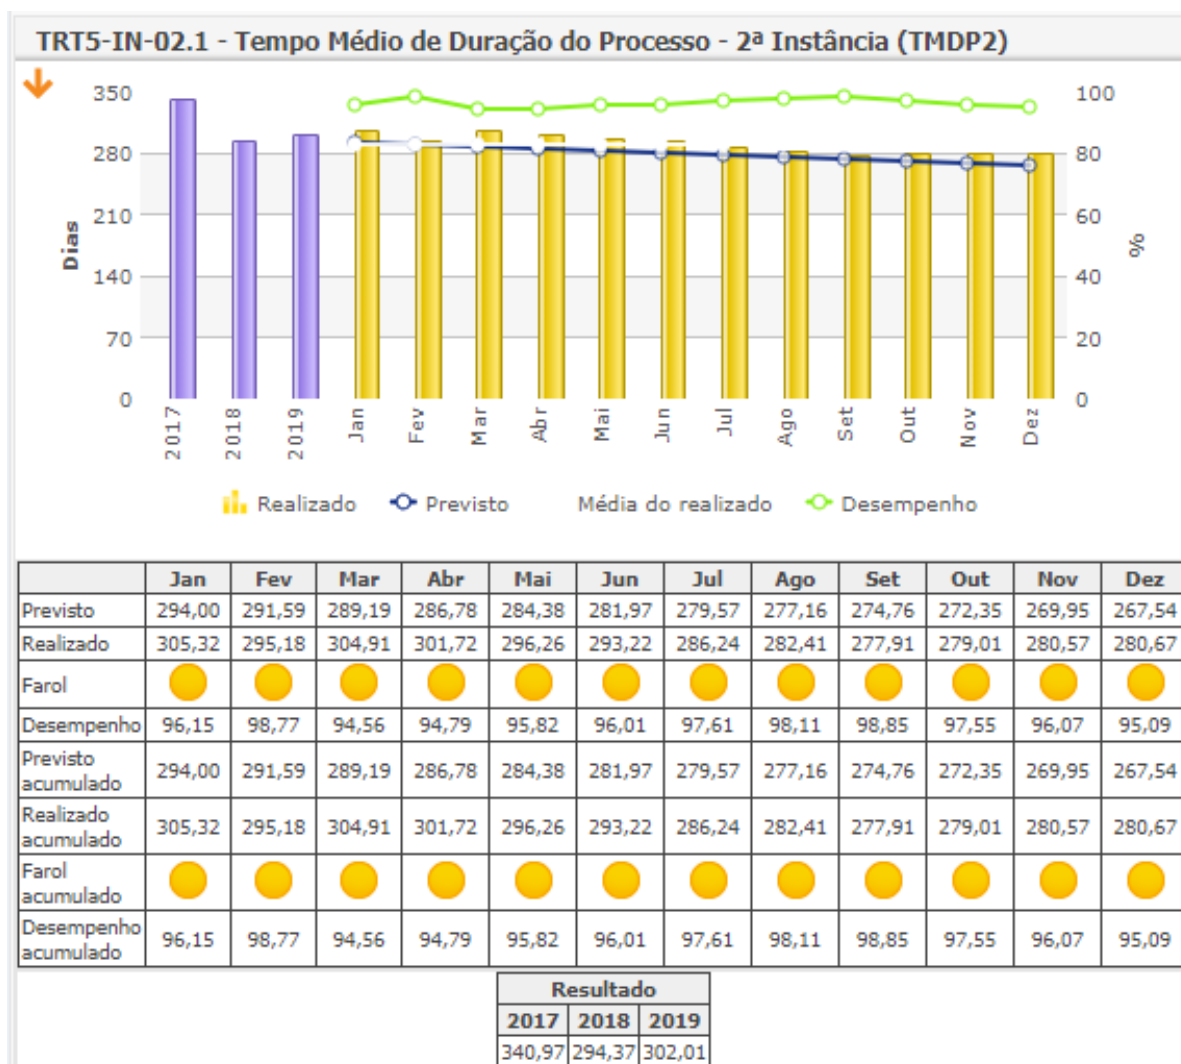 TRT5-IN-02.1 - Tempo Médio de Duração do Processo - 2ª Instância (TMDP2)
350 100
280 80
210 60
Dias %
140 40
70 20
0 0
2017 2018 2019 Jan Fev Mar Abr Mai Jun Jul Ago Set Out Nov Dez
Realizado Previsto Média do realizado Desempenho
Jan Fev Mar Abr Mai Jun Jul Ago Set Out Nov Dez
Previsto 294,00 291,59 289,19 286,78 284,38 281,97 279,57 277,16 274,76 272,35 269,95 267,54
Realizado 305,32 295,18 304,91 301,72 296,26 293,22 286,24 282,41 277,91 279,01 280,57 280,67
Farol
Desempenho 96,15 98,77 94,56 94,79 95,82 96,01 97,61 98,11 98,85 97,55 96,07 95,09
Previsto
acumulado 294,00 291,59 289,19 286,78 284,38 281,97 279,57 277,16 274,76 272,35 269,95 267,54
Realizado
acumulado 305,32 295,18 304,91 301,72 296,26 293,22 286,24 282,41 277,91 279,01 280,57 280,67
Farol
acumulado
Desempenho
acumulado 96,15 98,77 94,56 94,79 95,82 96,01 97,61 98,11 98,85 97,55 96,07 95,09
Resultado
2017 2018 2019
340,97 294,37 302,01